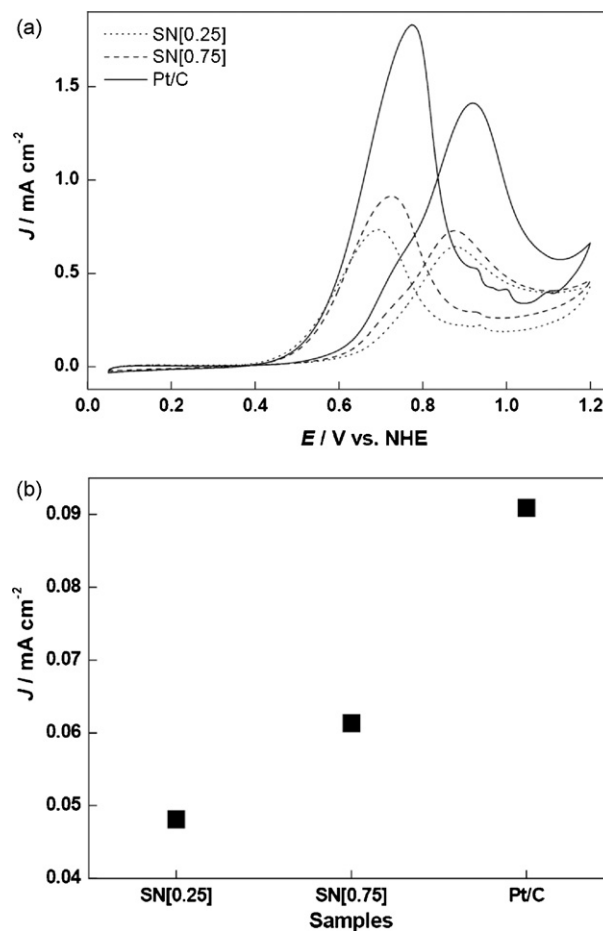 (a)
SN[0.25]
SN[0.75]
Pt/C
J / mA cm-2
1.5
1.0
0.5
0.0
0.0 0.2 0.4 0.6 0.8 1.0 1.2
E / V vs. NHE
(b)
J / mA cm-2
0.09
0.08
0.07
0.06
0.05
0.04
SN[0.25] SN[0.75] Pt/C
Samples